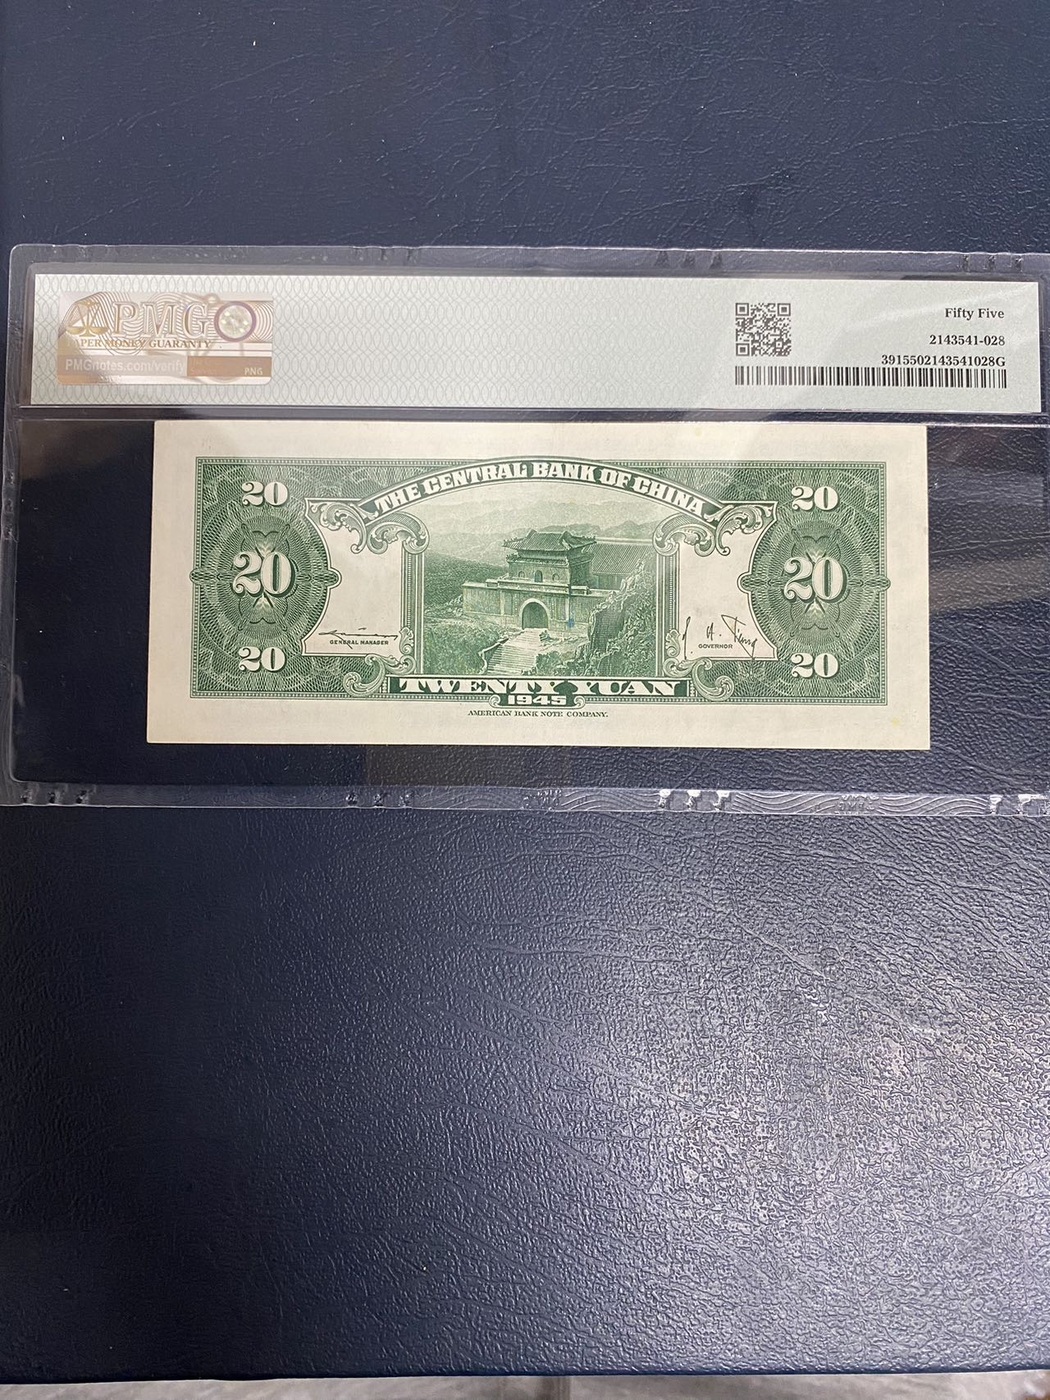 PMG
PAPER MONEY GUARANTY
PMGnotes.com/verify
PNG
Fifty Five
2143541-028
3915502143541028G
THE CENTRAL BANK OF CHINA
20
20
20
20
20
20
GENERAL MANAGER
GOVERNOR
TWENTY YUAN
1945
AMERICAN BANK NOTE COMPANY.